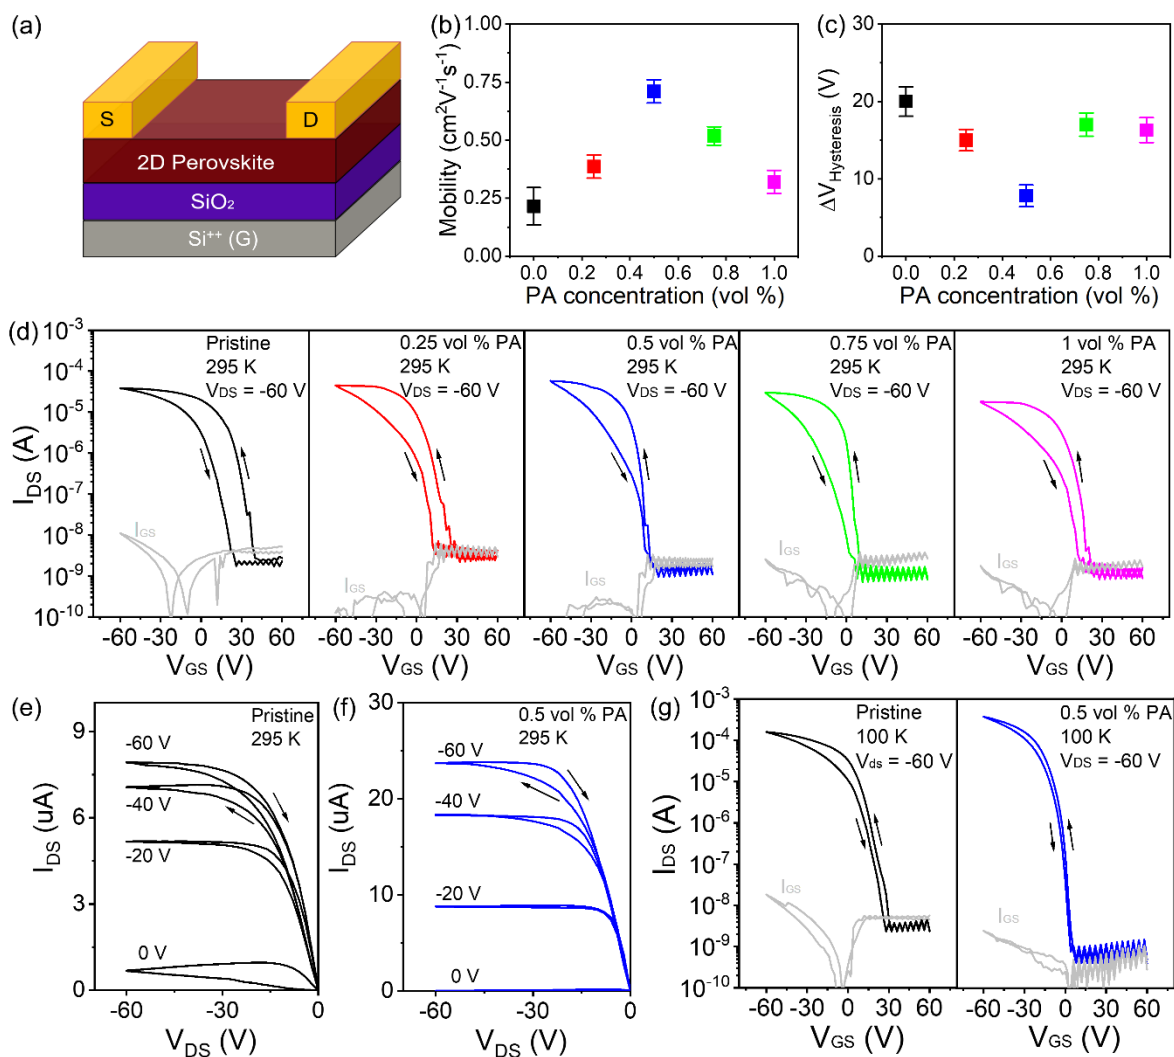 (a)
S
D
2D Perovskite
SiO₂
Si⁺⁺ (G)
(b)
Mobility (cm²V⁻¹s⁻¹)
1.00
0.75
0.50
0.25
0.00
0.0 0.2 0.4 0.6 0.8 1.0
PA concentration (vol %)
(c)
ΔV_Hysteresis (V)
30
20
10
0
0.0 0.2 0.4 0.6 0.8 1.0
PA concentration (vol %)
(d)
I_DS (A)
10⁻³
10⁻⁴
10⁻⁵
10⁻⁶
10⁻⁷
10⁻⁸
10⁻⁹
10⁻¹⁰
Pristine
295 K
V_DS = -60 V
I_GS
-60 -30 0 30 60
V_GS (V)
0.25 vol % PA
295 K
V_DS = -60 V
I_GS
-60 -30 0 30 60
V_GS (V)
0.5 vol % PA
295 K
V_DS = -60 V
I_GS
-60 -30 0 30 60
V_GS (V)
0.75 vol % PA
295 K
V_DS = -60 V
I_GS
-60 -30 0 30 60
V_GS (V)
1 vol % PA
295 K
V_DS = -60 V
I_GS
-60 -30 0 30 60
V_GS (V)
(e)
I_DS (uA)
9
6
3
0
Pristine
295 K
-60 V
-40 V
-20 V
0 V
-60 -30 0
V_DS (V)
(f)
I_DS (uA)
30
20
10
0
0.5 vol % PA
295 K
-60 V
-40 V
-20 V
0 V
-60 -30 0
V_DS (V)
(g)
I_DS (A)
10⁻³
10⁻⁴
10⁻⁵
10⁻⁶
10⁻⁷
10⁻⁸
10⁻⁹
10⁻¹⁰
Pristine
100 K
V_ds = -60 V
I_GS
-60 -30 0 30 60
V_GS (V)
0.5 vol % PA
100 K
V_DS = -60 V
I_GS
-60 -30 0 30 60
V_GS (V)